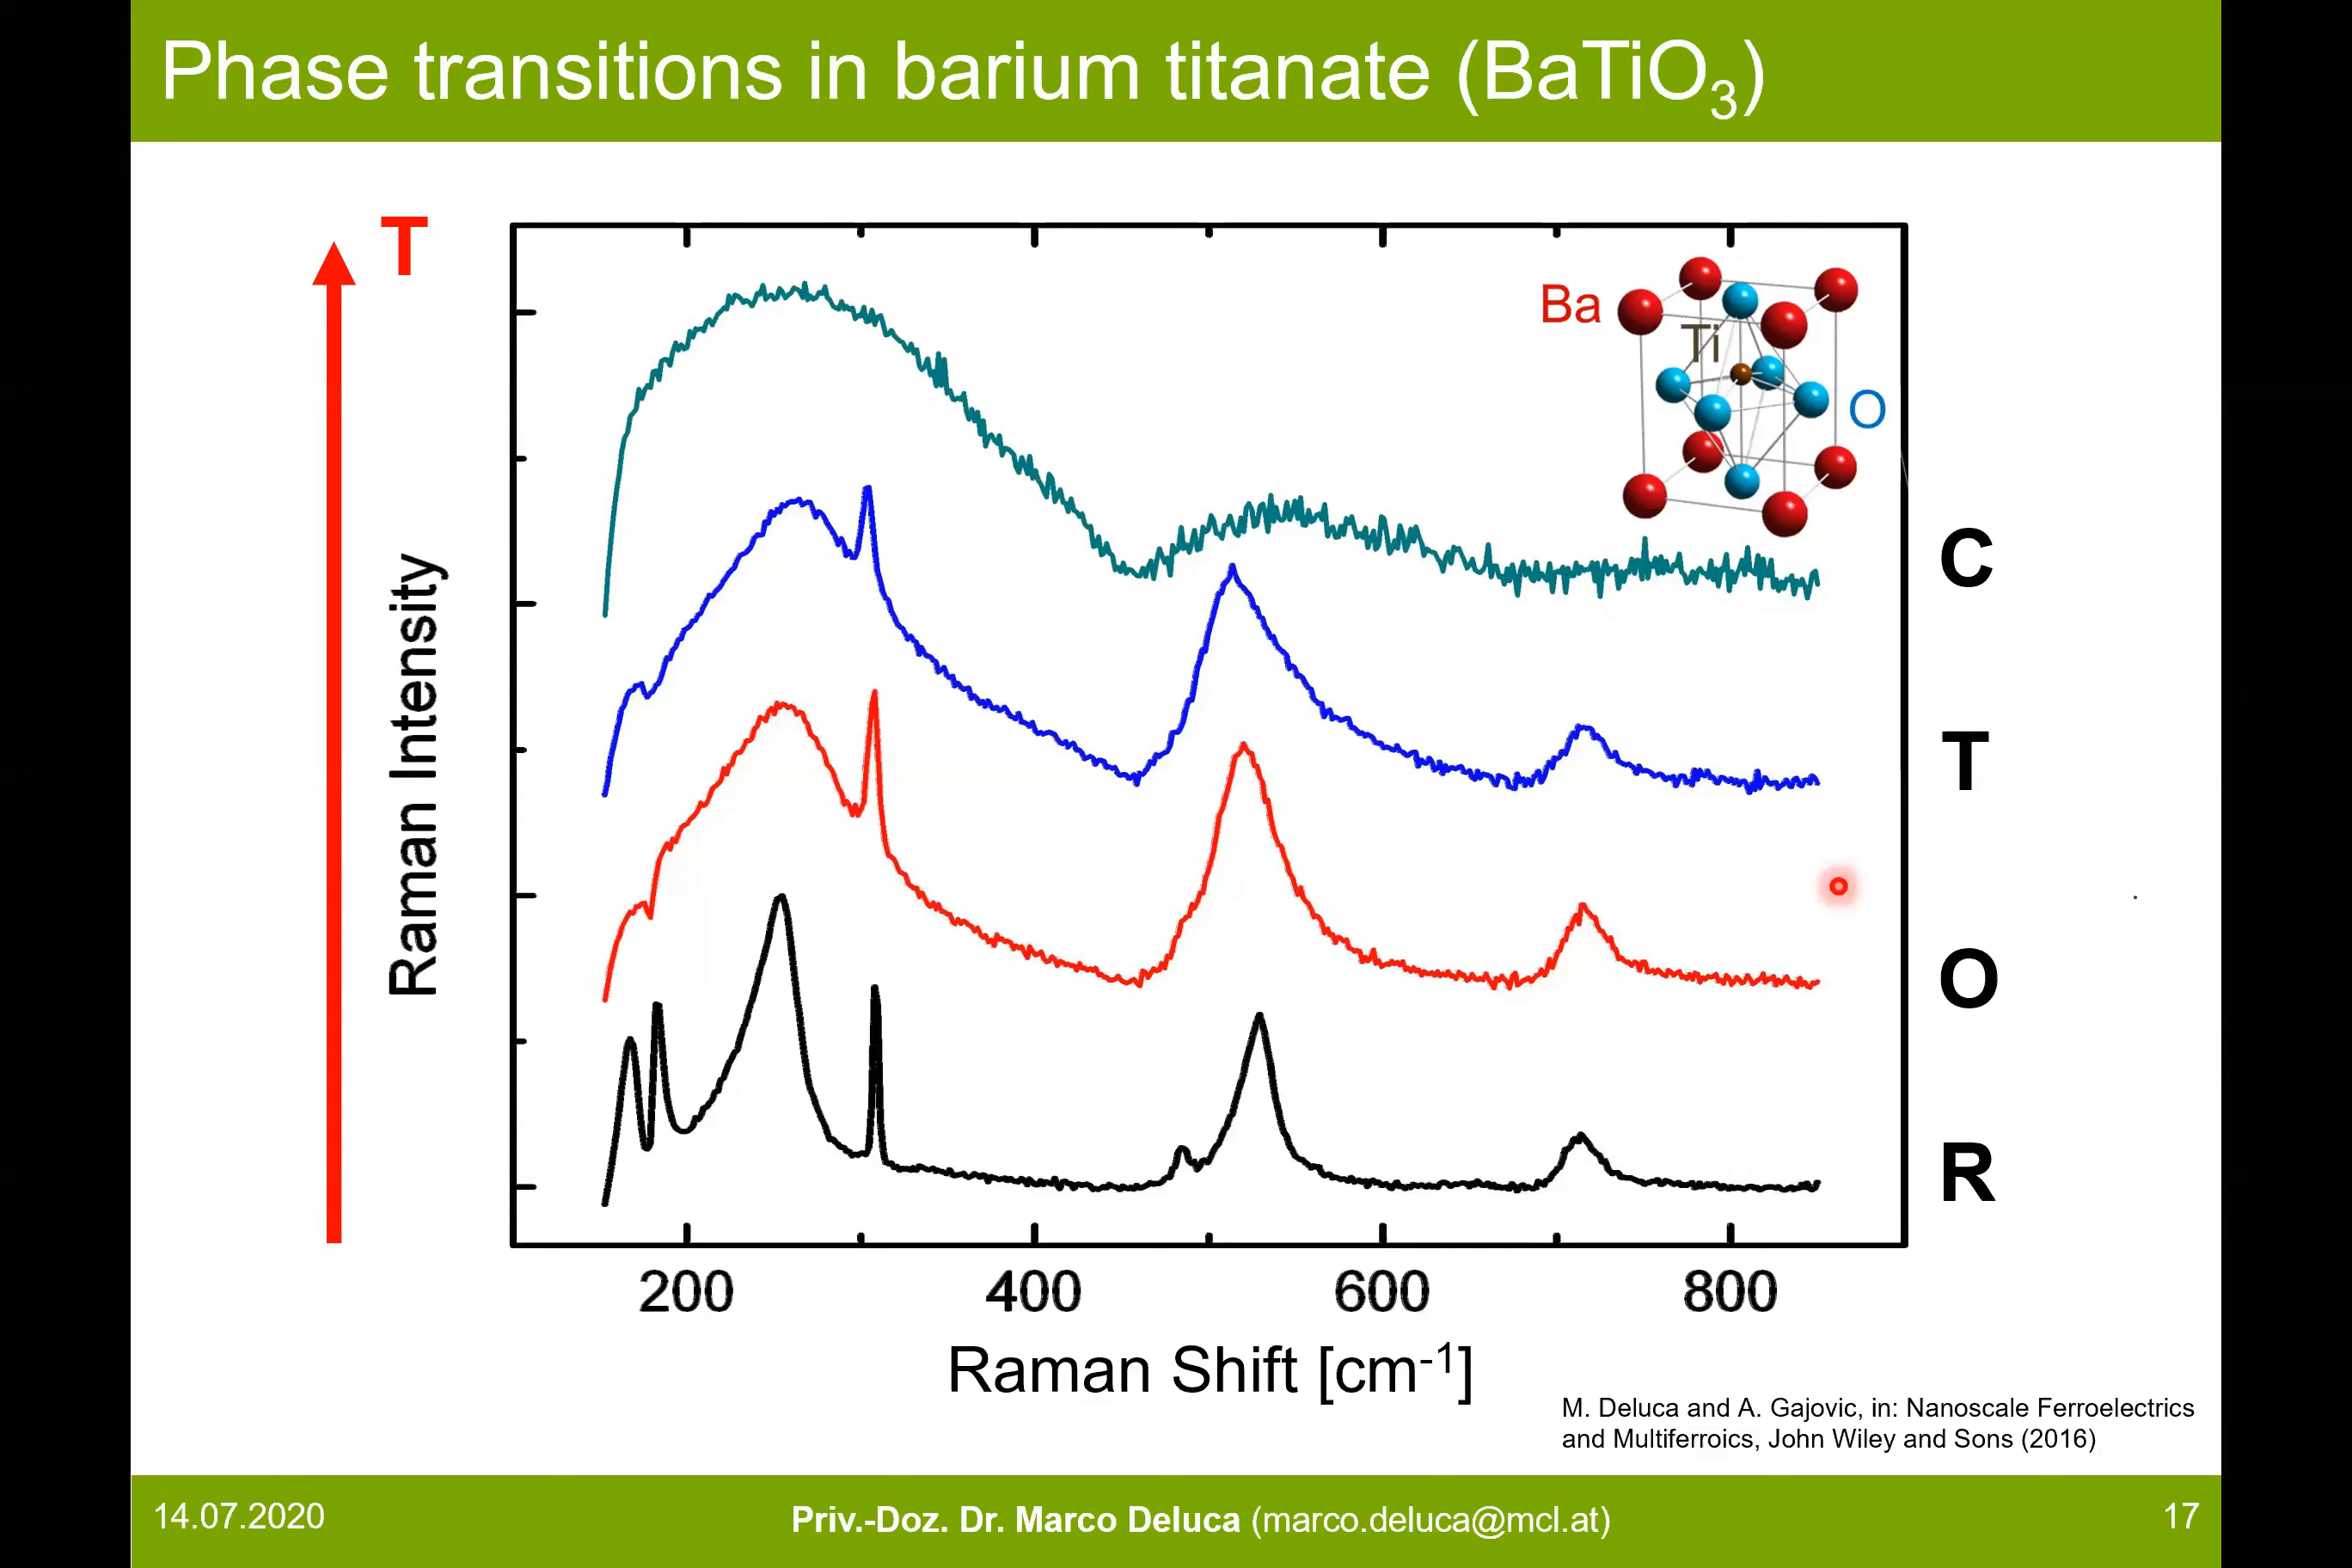 Phase transitions in barium titanate (BaTiO₃)
T
Ba
Ti
O
Raman Intensity
C
T
O
R
200 400 600 800
Raman Shift [cm⁻¹]
M. Deluca and A. Gajovic, in: Nanoscale Ferroelectrics
and Multiferroics, John Wiley and Sons (2016)
14.07.2020 Priv.-Doz. Dr. Marco Deluca (marco.deluca@mcl.at) 17